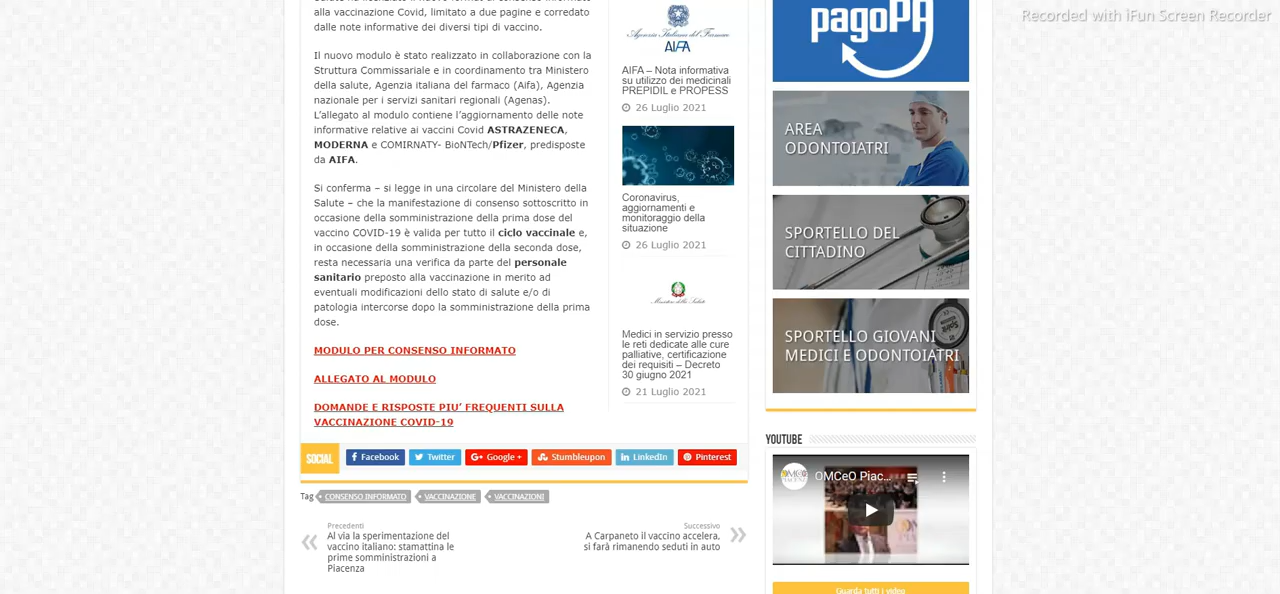 Recorded with iFun Screen Recorder
alla vaccinazione Covid, limitato a due pagine e corredato
dalle note informative dei diversi tipi di vaccino.
Il nuovo modulo è stato realizzato in collaborazione con la
Struttura Commissariale e in coordinamento tra Ministero
della salute, Agenzia italiana del farmaco (Aifa), Agenzia
nazionale per i servizi sanitari regionali (Agenas).
L'allegato al modulo contiene l'aggiornamento delle note
informative relative ai vaccini Covid ASTRAZENECA,
MODERNA e COMIRNATY- BioNTech/Pfizer, predisposte
da AIFA.
Si conferma – si legge in una circolare del Ministero della
Salute – che la manifestazione di consenso sottoscritto in
occasione della somministrazione della prima dose del
vaccino COVID-19 è valida per tutto il ciclo vaccinale e,
in occasione della somministrazione della seconda dose,
resta necessaria una verifica da parte del personale
sanitario preposto alla vaccinazione in merito ad
eventuali modificazioni dello stato di salute e/o di
patologia intercorse dopo la somministrazione della prima
dose.
MODULO PER CONSENSO INFORMATO
ALLEGATO AL MODULO
DOMANDE E RISPOSTE PIU' FREQUENTI SULLA
VACCINAZIONE COVID-19
SOCIAL
Facebook
Twitter
Google +
Stumbleupon
LinkedIn
Pinterest
Tag
CONSENSO INFORMATO
VACCINAZIONE
VACCINAZIONI
Precedenti
Al via la sperimentazione del
vaccino italiano: stamattina le
prime somministrazioni a
Piacenza
Successivo
A Carpaneto il vaccino accelera,
si farà rimanendo seduti in auto
Agenzia Italiana del Farmaco
AIFA
AIFA – Nota informativa
su utilizzo dei medicinali
PREPIDIL e PROPESS
26 Luglio 2021
Coronavirus,
aggiornamenti e
monitoraggio della
situazione
26 Luglio 2021
Ministero della Salute
Medici in servizio presso
le reti dedicate alle cure
palliative, certificazione
dei requisiti – Decreto
30 giugno 2021
21 Luglio 2021
pagoPA
AREA
ODONTOIATRI
SPORTELLO DEL
CITTADINO
SPORTELLO GIOVANI
MEDICI E ODONTOIATRI
YOUTUBE
OMCeO Piac...
Guarda tutti i video